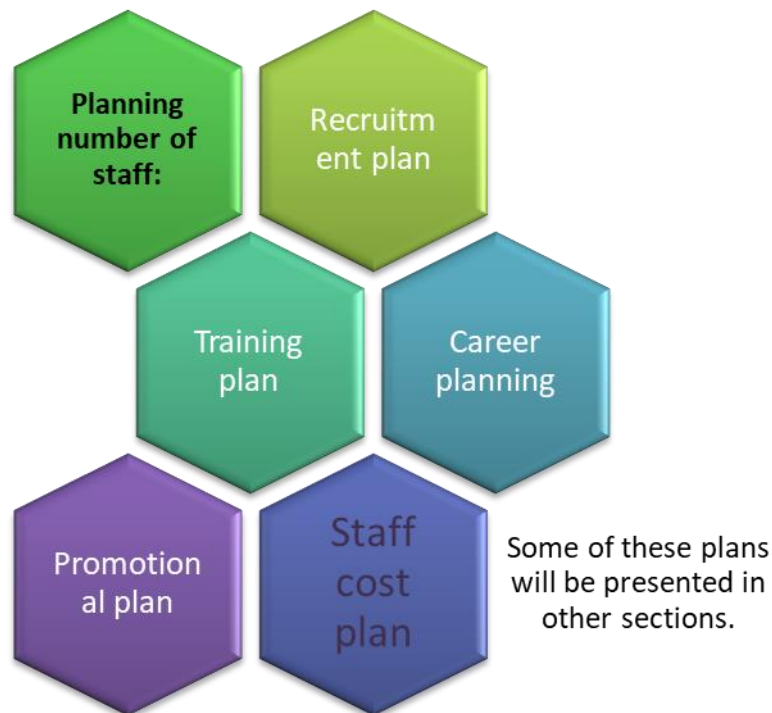 Planning
number of
staff:
Recruitm
ent plan
Training
plan
Career
planning
Promotion
al plan
Staff
cost
plan
Some of these plans
will be presented in
other sections.